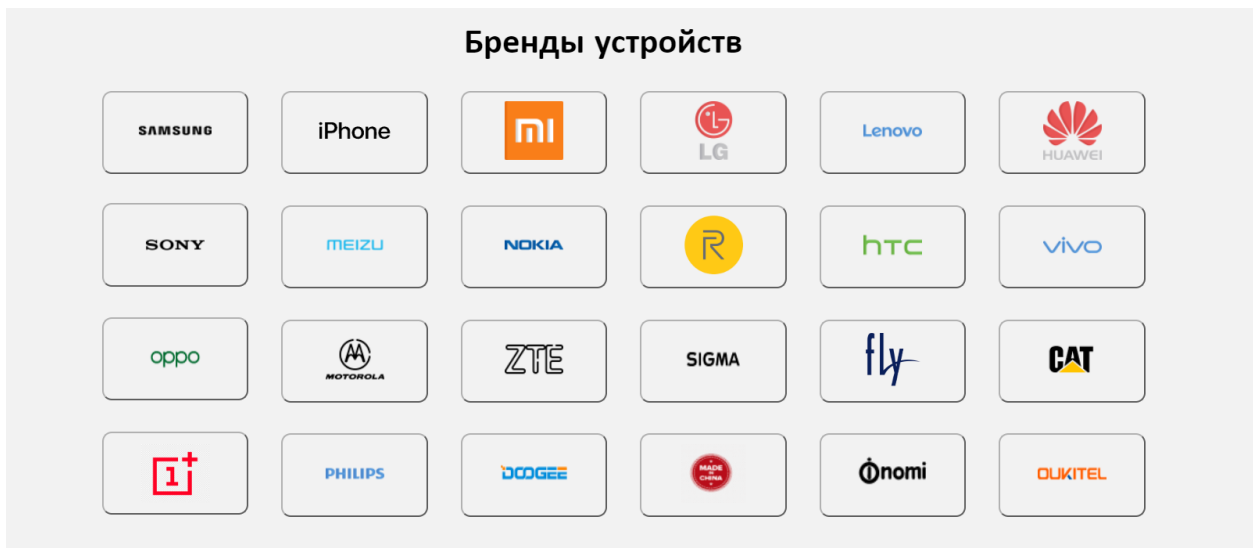 Бренды устройств
SAMSUNG
iPhone
mi
LG
Lenovo
HUAWEI
SONY
MEIZU
NOKIA
R
hTC
vivo
oppo
MOTOROLA
ZTE
SIGMA
fly
CAT
1+
PHILIPS
DOOGEE
MADE
IN
CHINA
nomi
OUKITEL